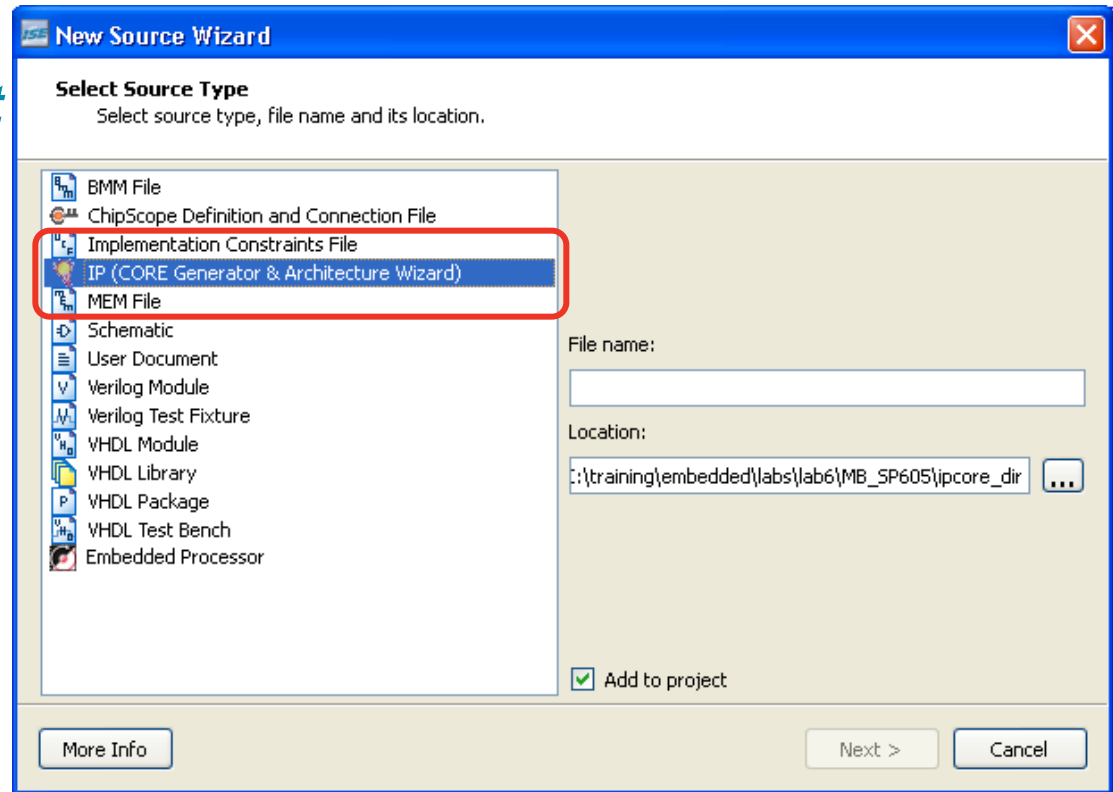 ISE New Source Wizard
Select Source Type
Select source type, file name and its location.
BMM File
ChipScope Definition and Connection File
Implementation Constraints File
IP (CORE Generator & Architecture Wizard)
MEM File
Schematic
User Document
Verilog Module
Verilog Test Fixture
VHDL Module
VHDL Library
VHDL Package
VHDL Test Bench
Embedded Processor
File name:
Location:
:\training\embedded\labs\lab6\MB_SP605\ipcore_dir ...
Add to project
More Info Next > Cancel